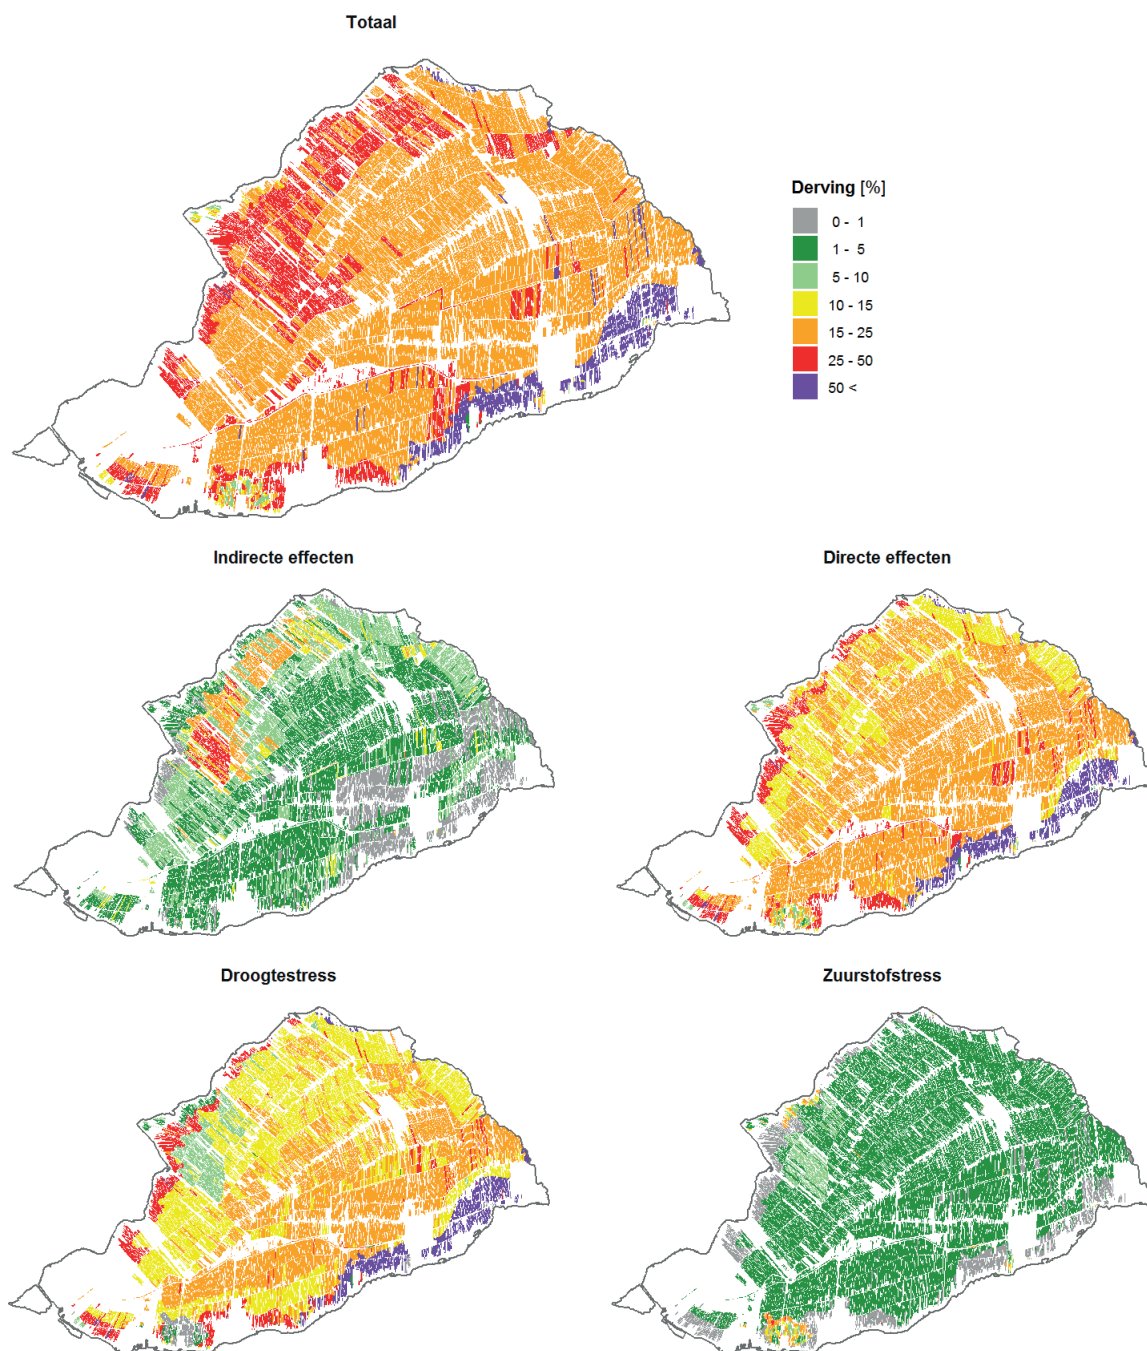 Totaal
Derving [%]
0 - 1
1 - 5
5 - 10
10 - 15
15 - 25
25 - 50
50 <
Indirecte effecten
Directe effecten
Droogtestress
Zuurstofstress